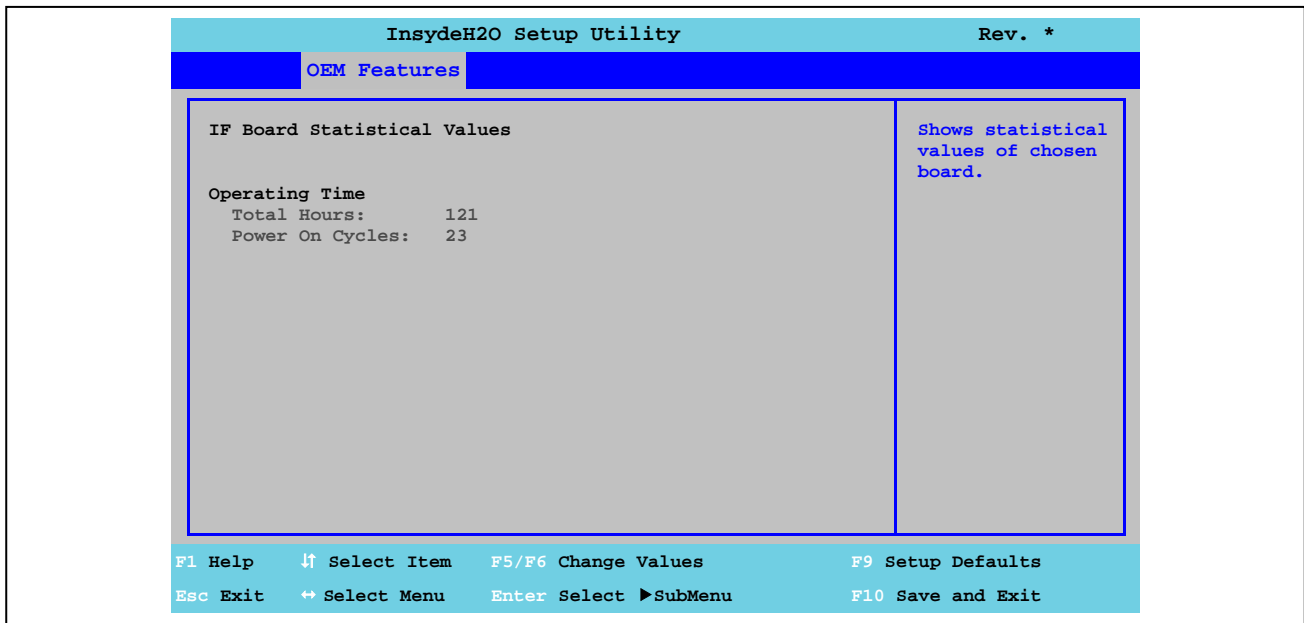 InsydeH2O Setup Utility Rev. *
OEM Features
IF Board Statistical Values
Shows statistical
values of chosen
board.
Operating Time
Total Hours: 121
Power On Cycles: 23
F1 Help ↓↑ Select Item F5/F6 Change Values F9 Setup Defaults
Esc Exit ↔ Select Menu Enter Select ▶SubMenu F10 Save and Exit